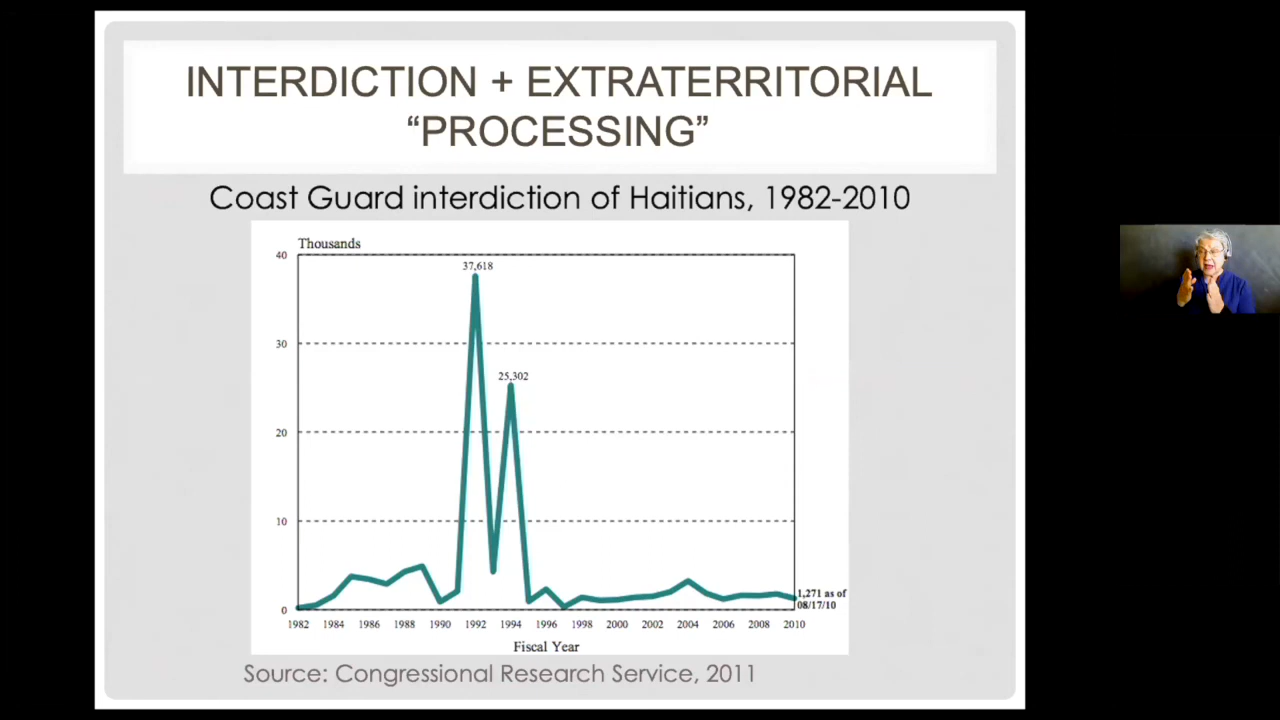 INTERDICTION + EXTRATERRITORIAL
“PROCESSING”
Coast Guard interdiction of Haitians, 1982-2010
Thousands
40
37,618
30
25,302
20
10
0
1,271 as of
08/17/10
1982 1984 1986 1988 1990 1992 1994 1996 1998 2000 2002 2004 2006 2008 2010
Fiscal Year
Source: Congressional Research Service, 2011